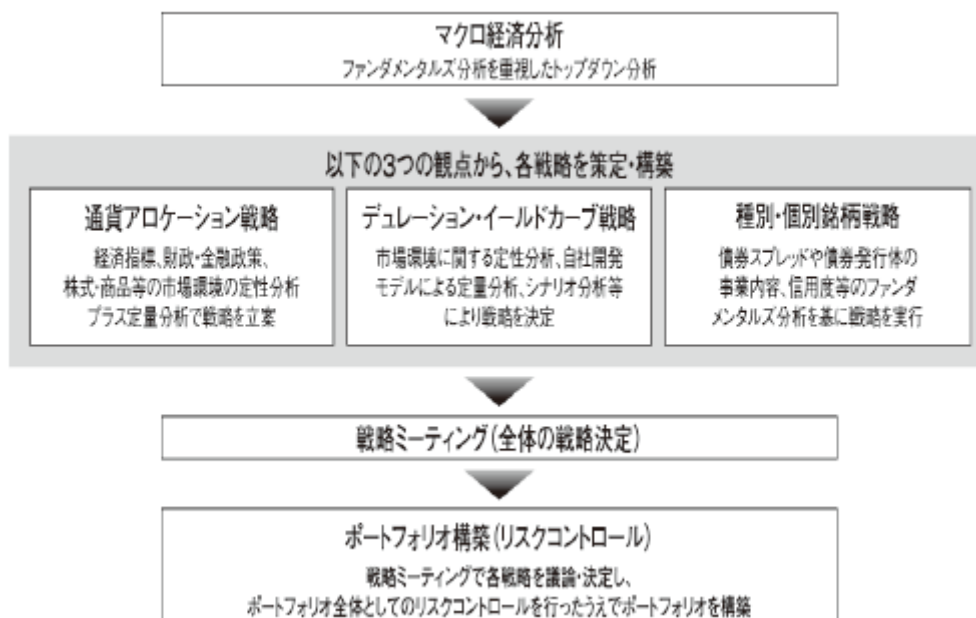 マクロ経済分析
ファンダメンタルズ分析を重視したトップダウン分析
以下の3つの観点から、各戦略を策定・構築
通貨アロケーション戦略
経済指標、財政・金融政策、
株式・商品等の市場環境の定性分析
プラス定量分析で戦略を立案
デュレーション・イールドカーブ戦略
市場環境に関する定性分析、自社開発
モデルによる定量分析、シナリオ分析等
により戦略を決定
種別・個別銘柄戦略
債券スプレッドや債券発行体の
事業内容、信用度等のファンダ
メンタルズ分析を基に戦略を実行
戦略ミーティング(全体の戦略決定)
ポートフォリオ構築(リスクコントロール)
戦略ミーティングで各戦略を議論・決定し、
ポートフォリオ全体としてのリスクコントロールを行ったうえでポートフォリオを構築